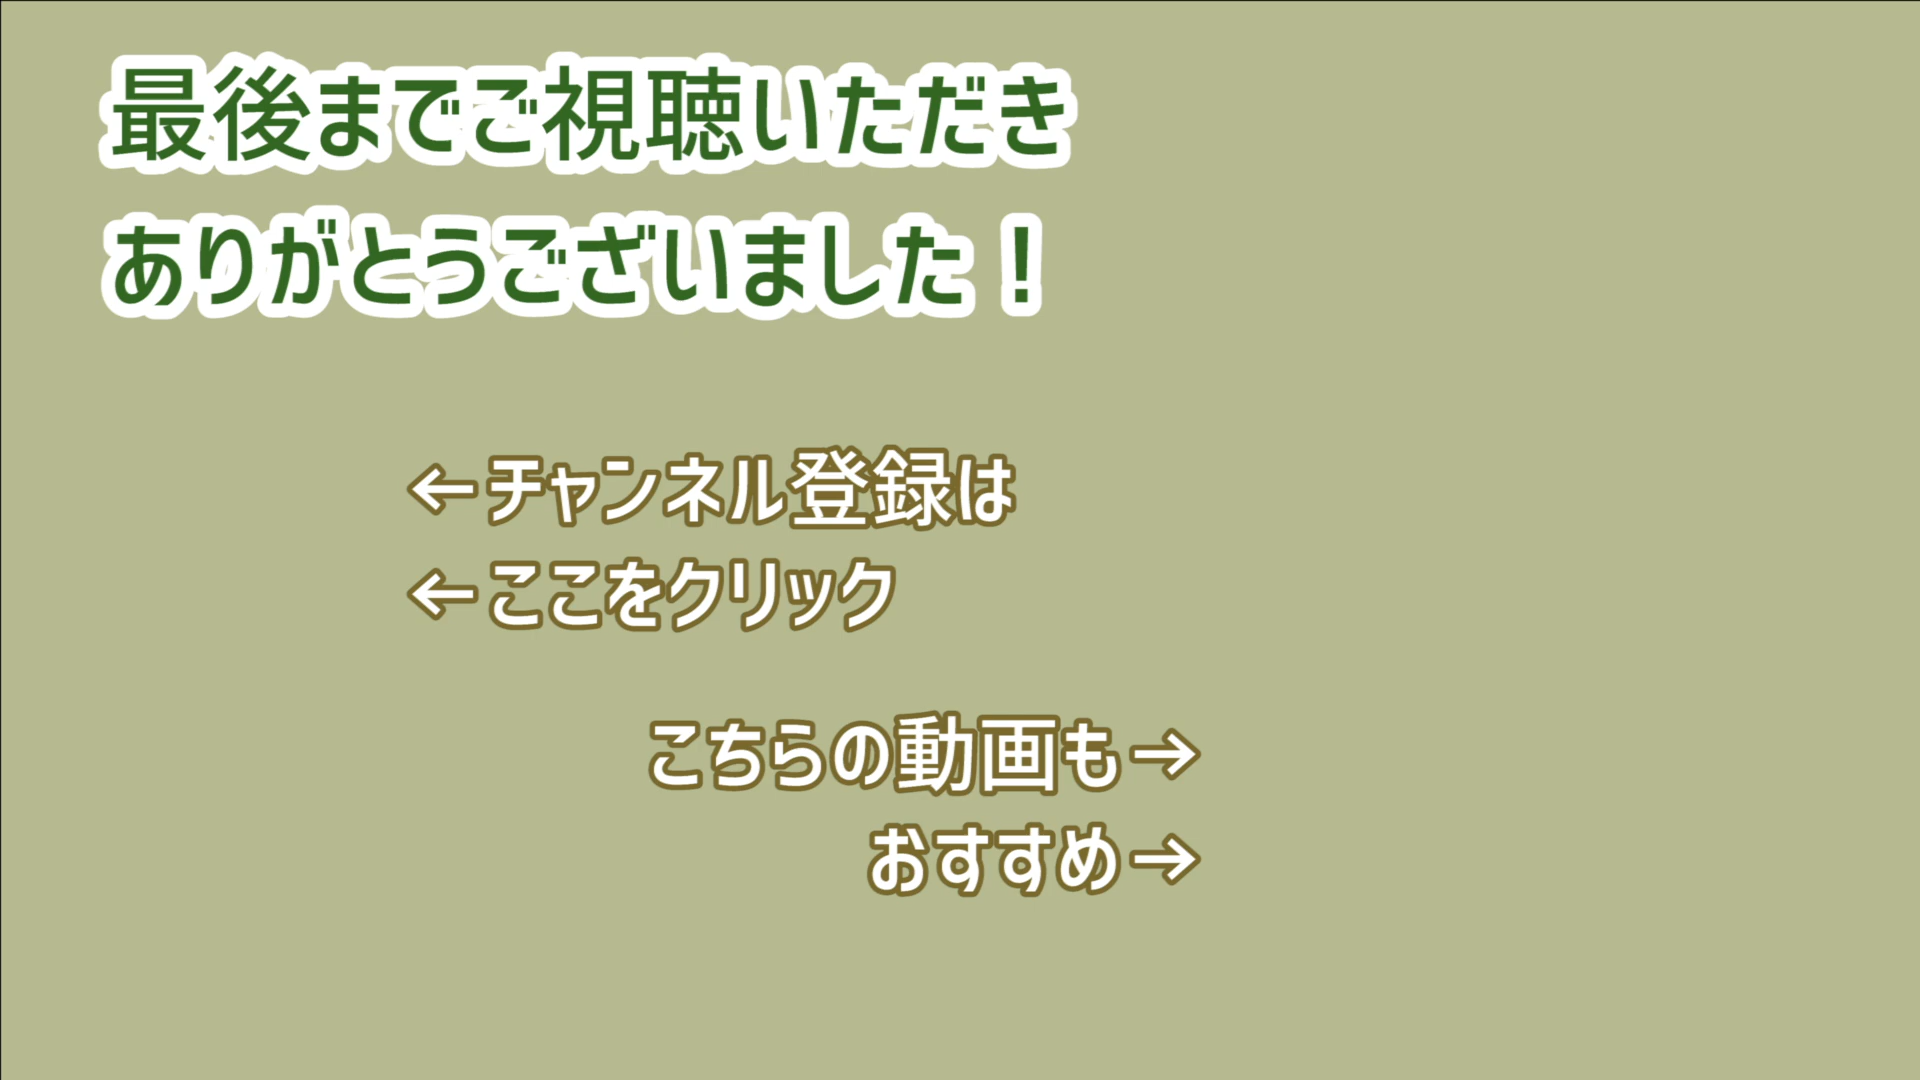 最後までご視聴いただき
ありがとうございました！
←チャンネル登録は
←ここをクリック
こちらの動画も→
おすすめ→